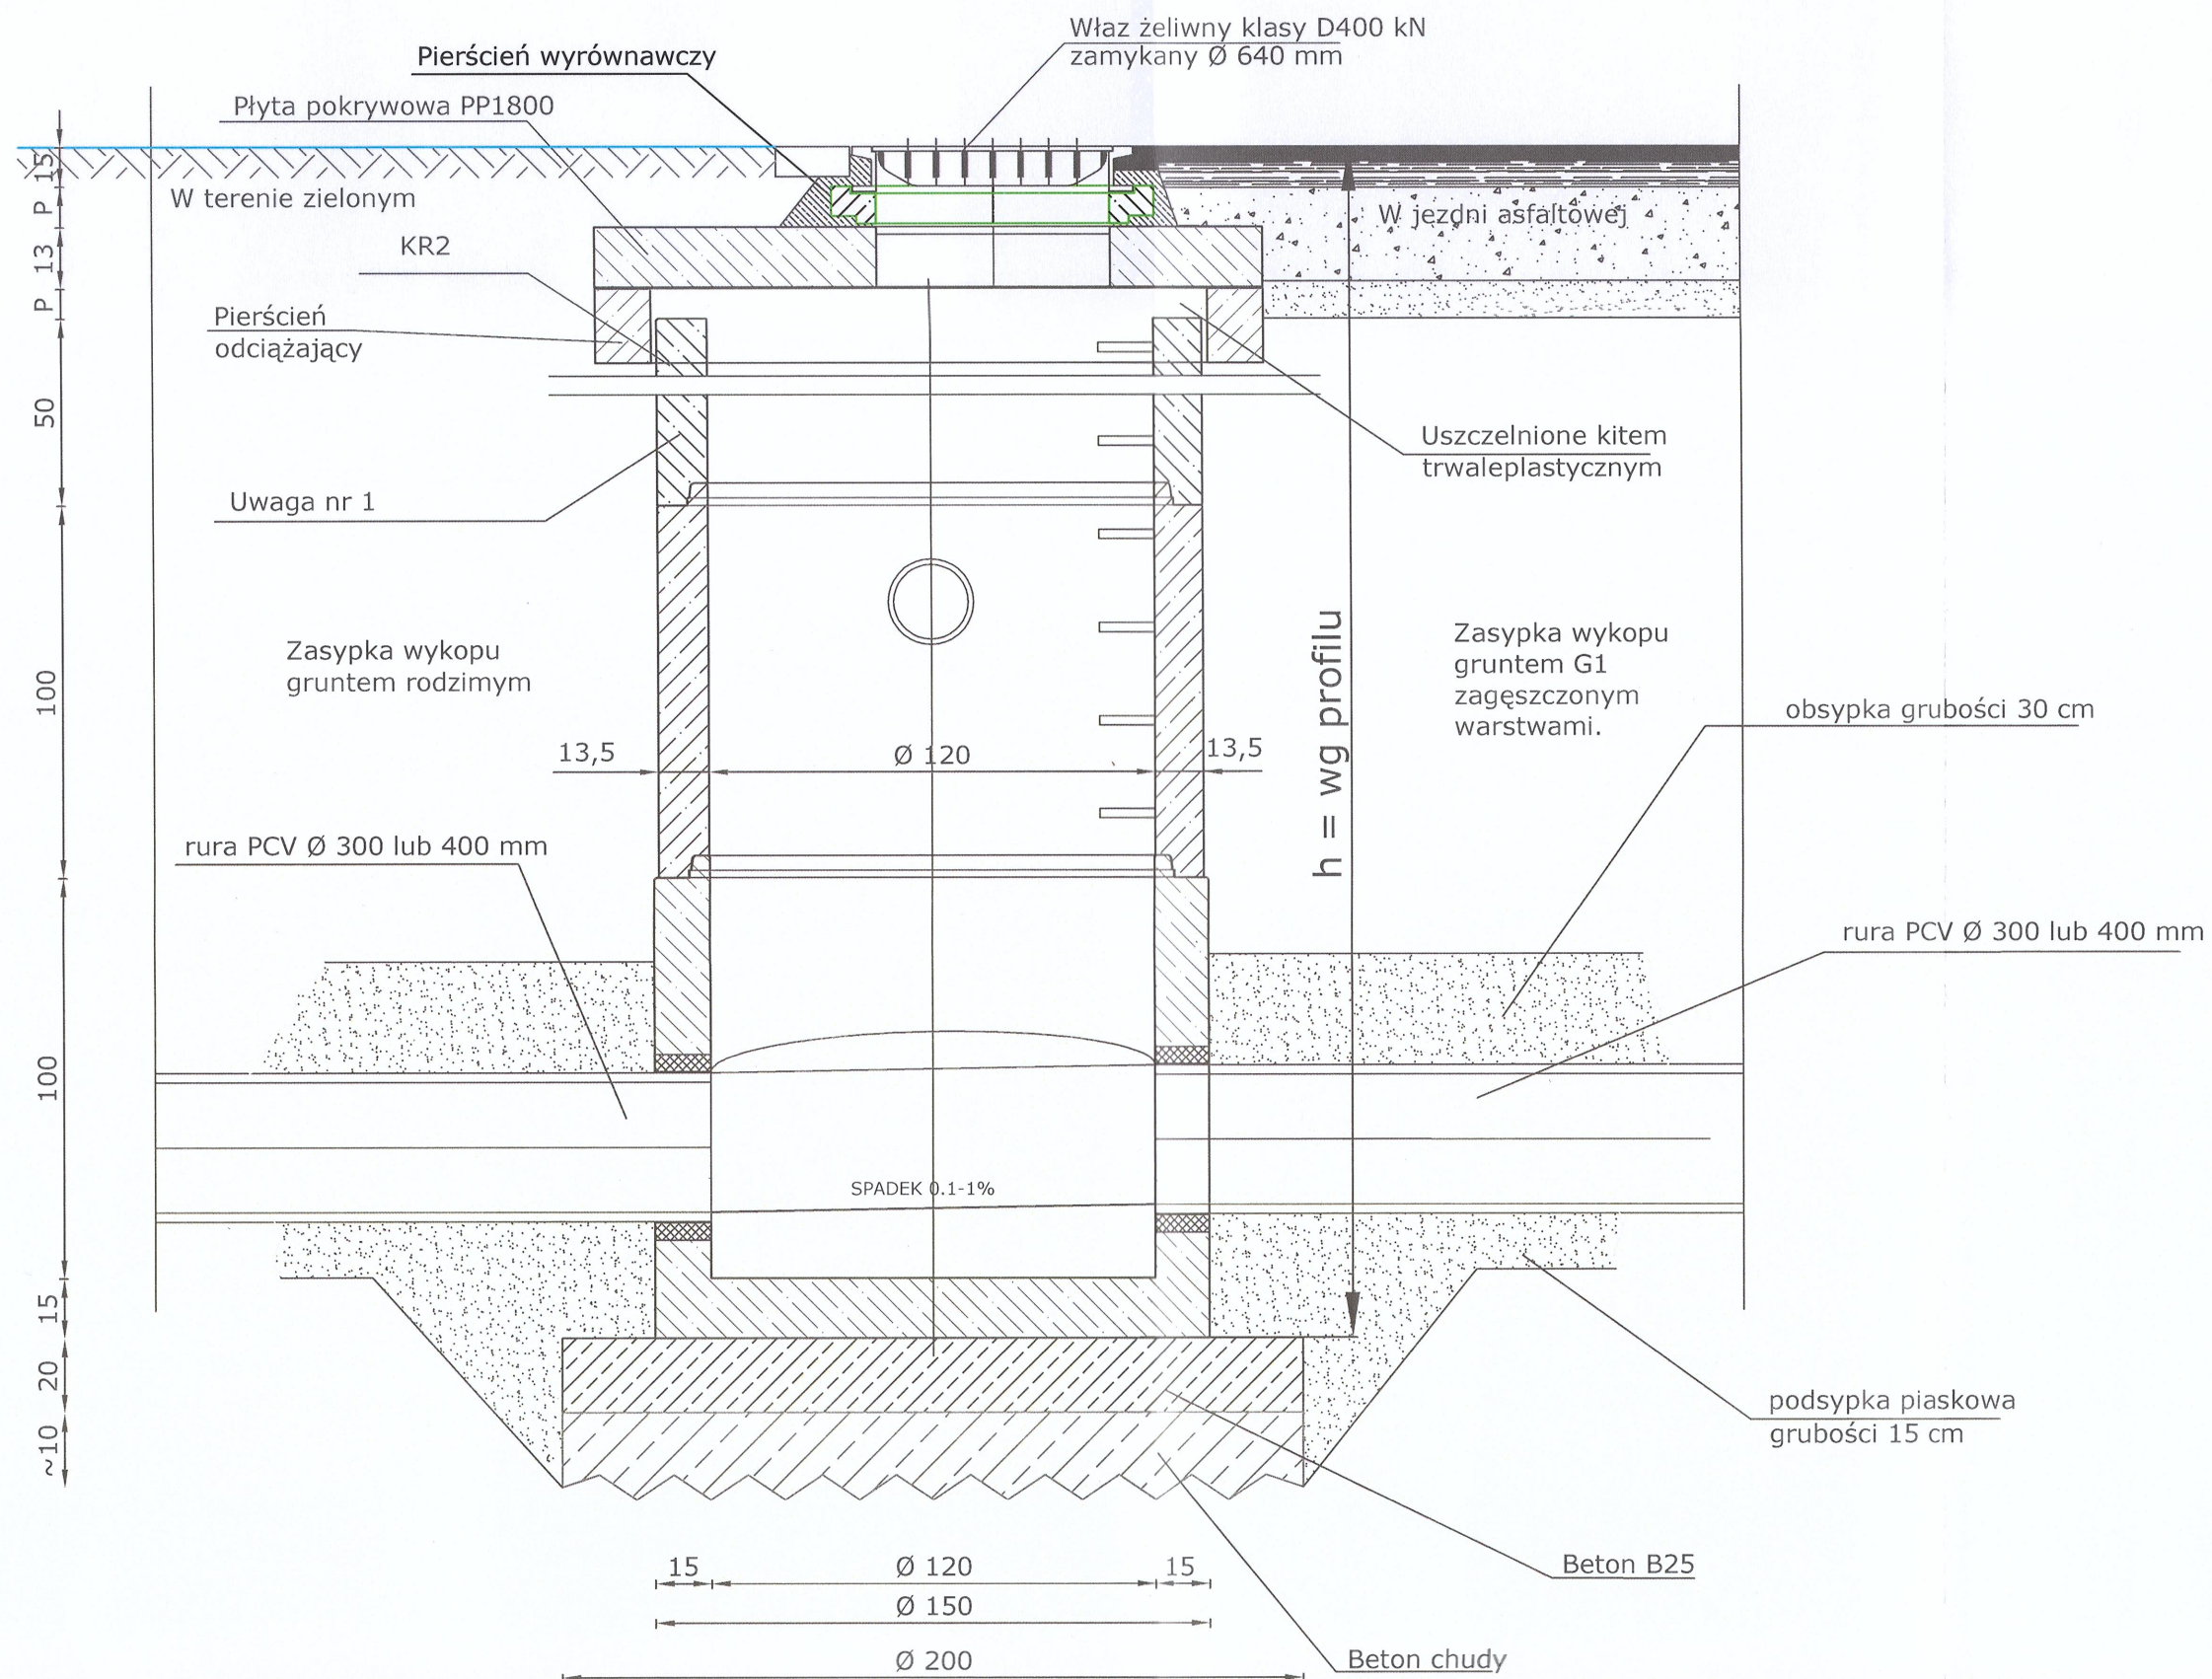 Właz żeliwny klasy D400 kN
zamykany Ø 640 mm
Pierścień wyrównawczy
Płyta pokrywowa PP1800
15
P
13
P
50
100
100
15
20
~10
W terenie zielonym
W jezdni asfaltowej
KR2
Pierścień
odciążający
Uszczelnione kitem
trwaleplastycznym
Uwaga nr 1
Zasypka wykopu
gruntem rodzimym
Zasypka wykopu
gruntem G1
zagęszczonym
warstwami.
h = wg profilu
obsypka grubości 30 cm
13,5
Ø 120
13,5
rura PCV Ø 300 lub 400 mm
rura PCV Ø 300 lub 400 mm
SPADEK 0.1-1%
podsypka piaskowa
grubości 15 cm
Beton B25
15
Ø 120
15
Ø 150
Ø 200
Beton chudy